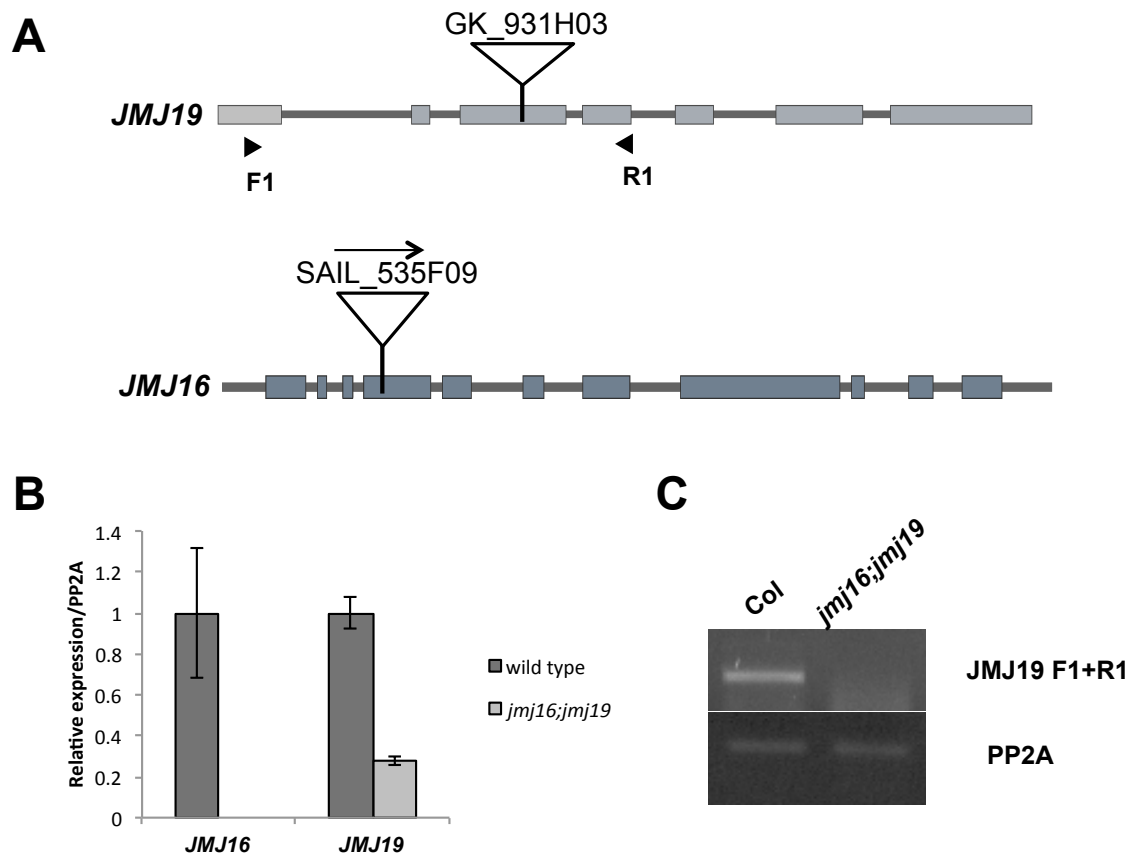 A
GK_931H03
JMJ19
F1
R1
SAIL_535F09
JMJ16
B
C
Relative expression/PP2A
1.4
1.2
1
0.8
0.6
0.4
0.2
0
JMJ16
JMJ19
wild type
jmj16;jmj19
Col
jmj16;jmj19
JMJ19 F1+R1
PP2A